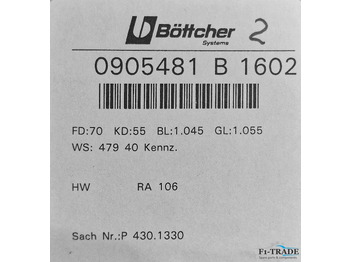 Böttcher
Systems
2
0905481 B 1602
FD:70 KD:55 BL:1.045 GL:1.055
WS: 479 40 Kennz.
HW RA 106
Sach Nr.:P 430.1330
F1-TRADE